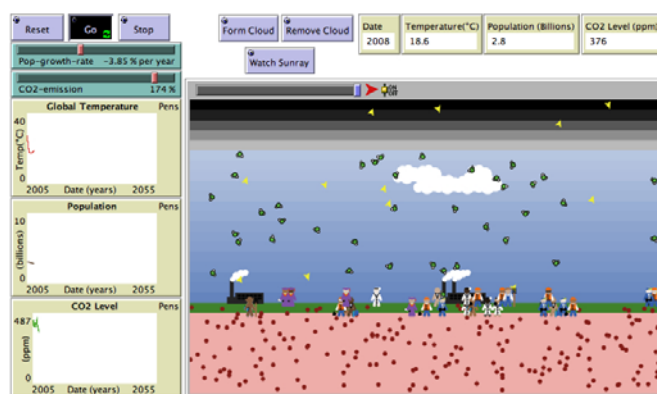 Reset
Go
Stop
Form Cloud
Remove Cloud
Watch Sunray
Date
2008
Temperature(°C)
18.6
Population (Billions)
2.8
CO2 Level (ppm)
376
Pop-growth-rate -3.85 % per year
CO2-emission 174 %
ON
OFF
Global Temperature Pens
40
Temp(°C)
0
2005 Date (years) 2055
Population Pens
10
(billions)
0
2005 Date (years) 2055
CO2 Level Pens
487
(ppm)
0
2005 Date (years) 2055